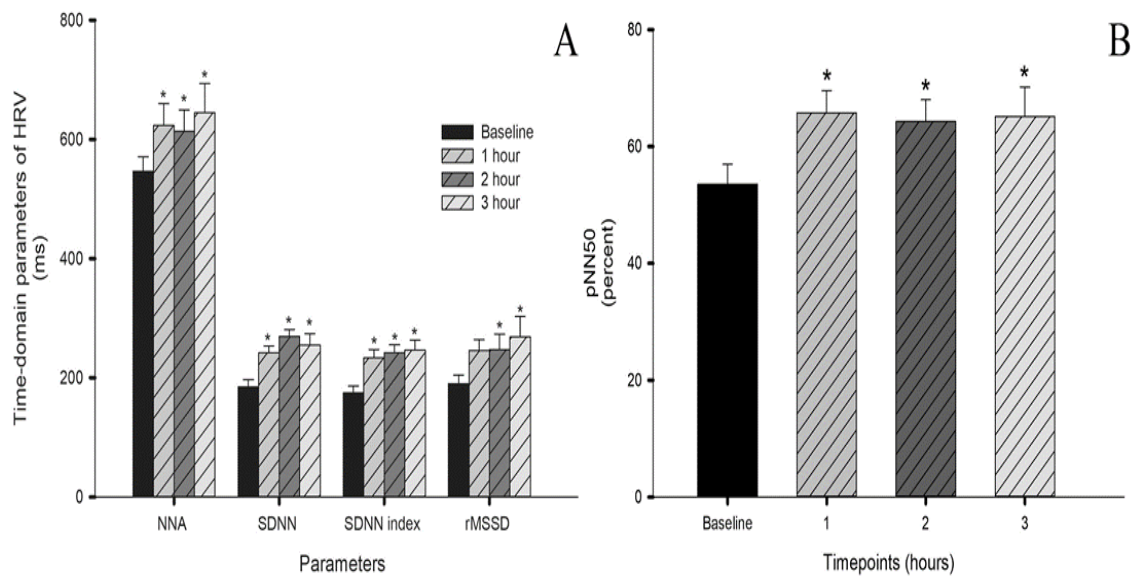 A
Time-domain parameters of HRV
(ms)
800
600
400
200
0
*
*
*
*
*
*
*
*
*
*
*
Baseline
1 hour
2 hour
3 hour
NNA
SDNN
SDNN index
rMSSD
Parameters
B
pNN50
(percent)
80
60
40
20
0
*
*
*
Baseline
1
2
3
Timepoints (hours)